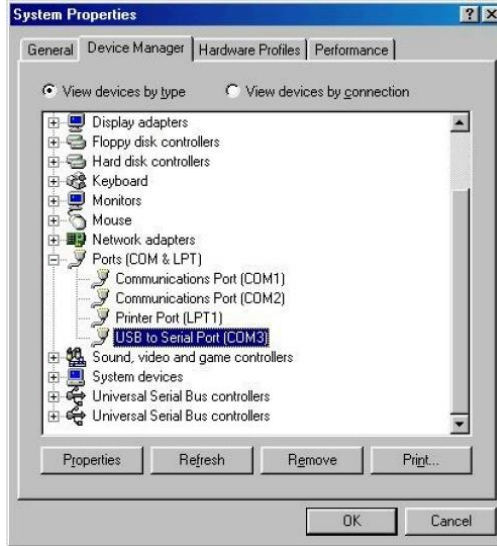 System Properties
General Device Manager Hardware Profiles Performance
View devices by type View devices by connection
Display adapters
Floppy disk controllers
Hard disk controllers
Keyboard
Monitors
Mouse
Network adapters
Ports (COM & LPT)
Communications Port (COM1)
Communications Port (COM2)
Printer Port (LPT1)
USB to Serial Port (COM3)
Sound, video and game controllers
System devices
Universal Serial Bus controllers
Universal Serial Bus controllers
Properties Refresh Remove Print...
OK Cancel